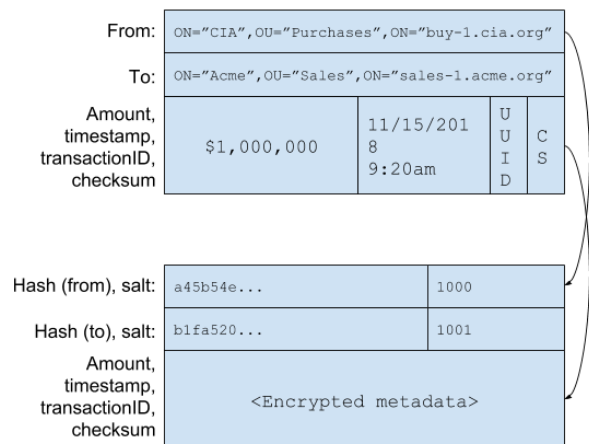 From:
ON=”CIA”,OU=”Purchases”,ON=”buy-1.cia.org”
To:
ON=”Acme”,OU=”Sales”,ON=”sales-1.acme.org”
Amount,
timestamp,
transactionID,
checksum
$1,000,000
11/15/201
8
9:20am
U
U
I
D
C
S
Hash (from), salt:
a45b54e...
1000
Hash (to), salt:
b1fa520...
1001
Amount,
timestamp,
transactionID,
checksum
<Encrypted metadata>